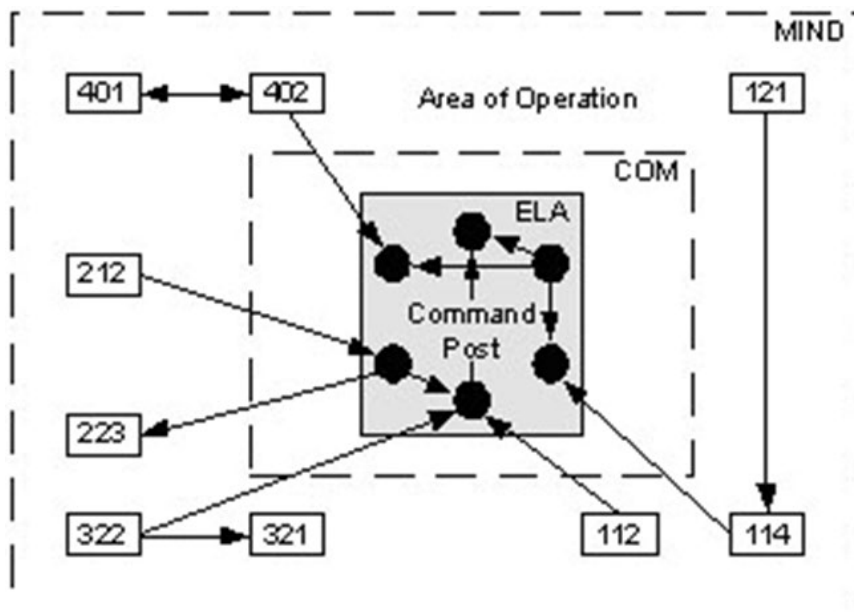 MIND
401
402
Area of Operation
121
COM
ELA
212
Command
Post
223
322
321
112
114